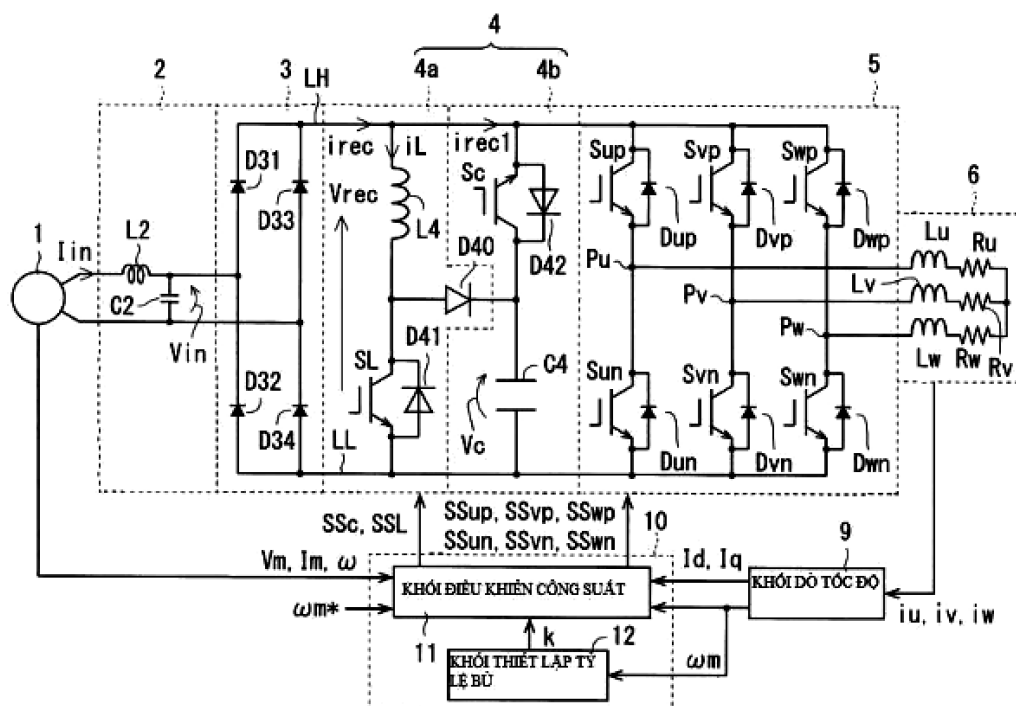 4
2
3
LH
4a
4b
5
irec
iL
irec1
D31
D33
Vrec
L4
Sc
D42
D40
Sup
Svp
Swp
Dup
Dvp
Dwp
6
1
Iin
L2
C2
Vin
Pu
Pv
Pw
Lu
Ru
Lv
Lw
Rw
Rv
D32
D34
LL
SL
D41
C4
Vc
Sun
Svn
Swn
Dun
Dvn
Dwn
SSc, SSL
SSup, SSvp, SSwp
SSun, SSvn, SSwn
10
Vm, Im, ω
ωm*
KHỐI ĐIỀU KHIỂN CÔNG SUẤT
11
Id, Iq
9
KHỐI DÒ TỐC ĐỘ
iu, iv, iw
k
12
ωm
KHỐI THIẾT LẬP TỶ
LỆ BÙ